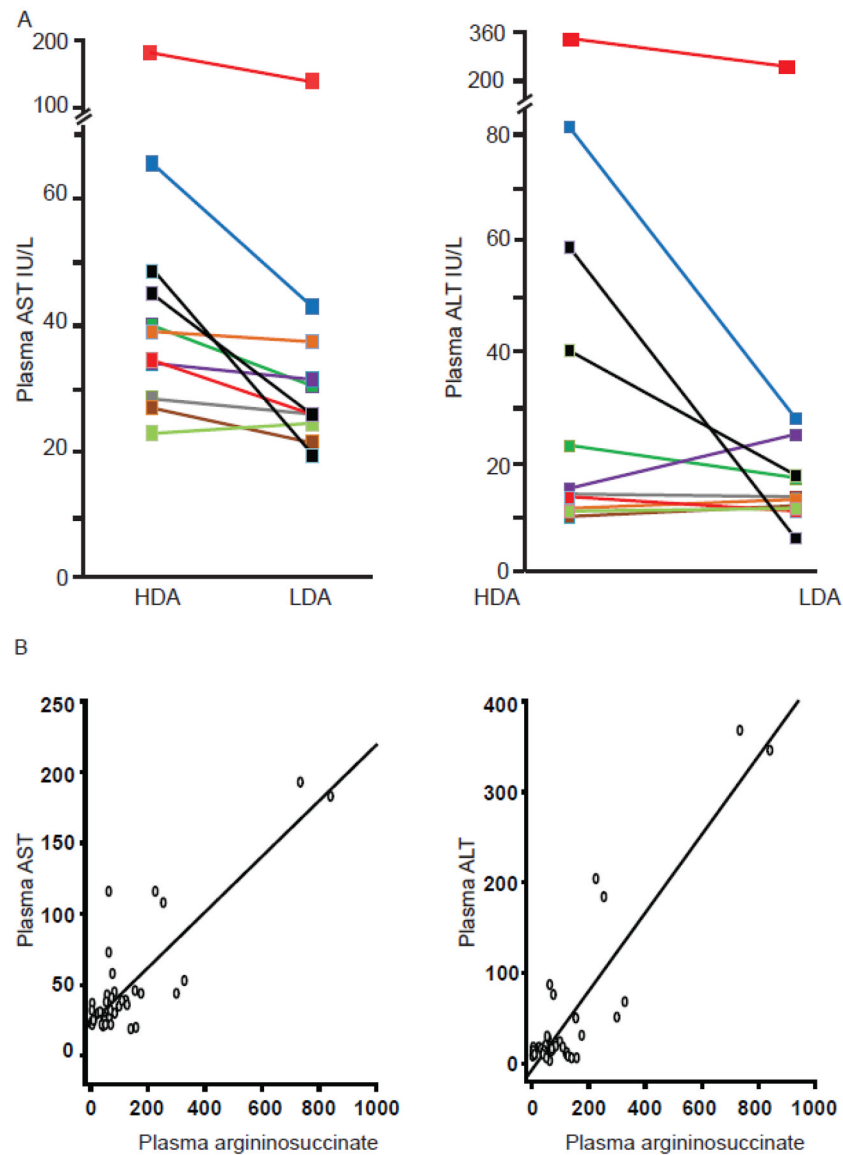 A
200
100
60
40
20
0
Plasma AST IU/L
HDA
LDA
360
200
80
60
40
20
0
Plasma ALT IU/L
HDA
LDA
B
250
200
150
100
50
0
Plasma AST
0 200 400 600 800 1000
Plasma argininosuccinate
400
300
200
100
0
Plasma ALT
0 200 400 600 800 1000
Plasma argininosuccinate